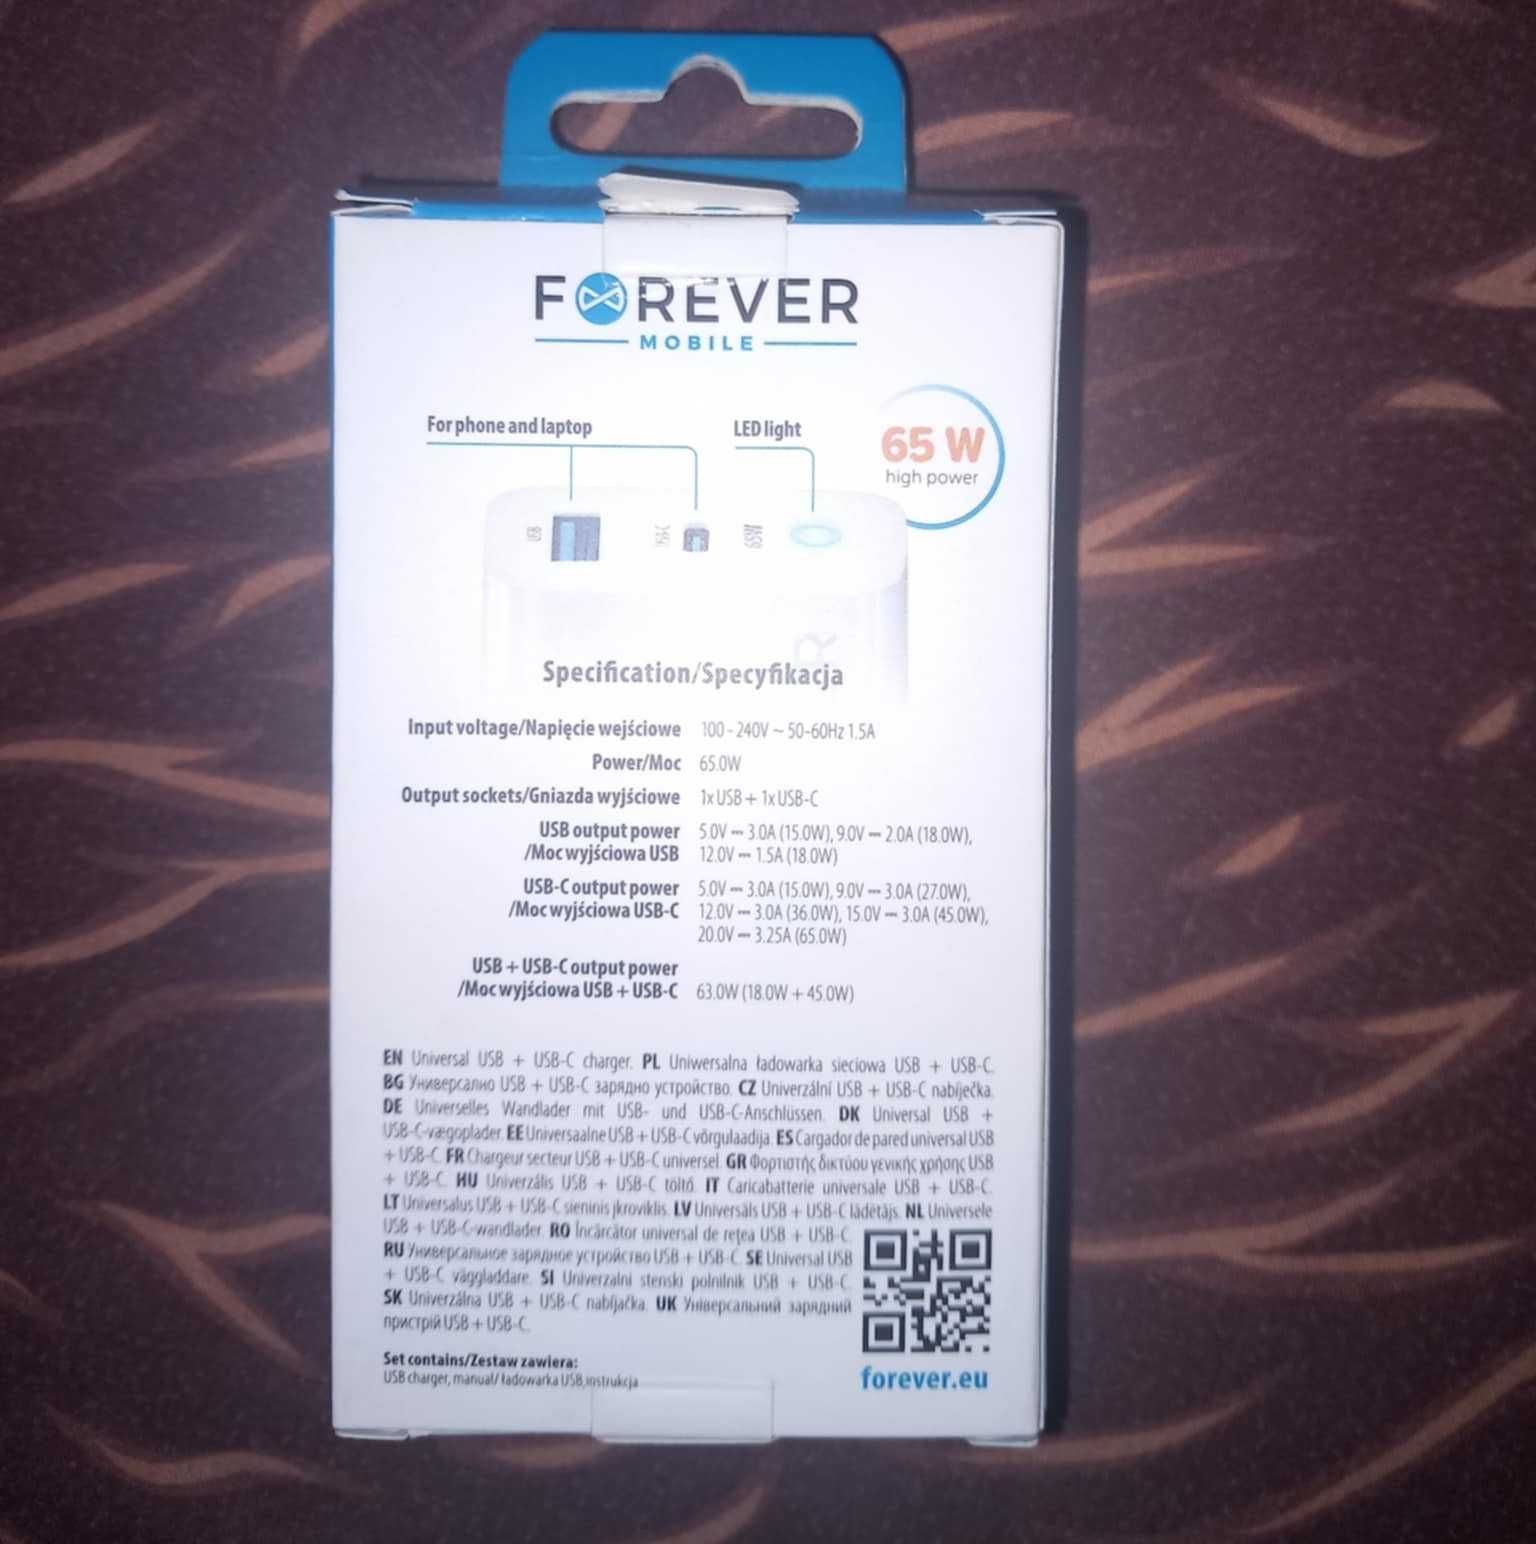 FOREVER
MOBILE
For phone and laptop
LED light
65 W
high power
USB
USB-C
65W
R
Specification/Specyfikacja
Input voltage/Napięcie wejściowe 100 - 240V ~ 50-60Hz 1.5A
Power/Moc 65.0W
Output sockets/Gniazda wyjściowe 1x USB + 1x USB-C
USB output power 5.0V ⎓ 3.0A (15.0W), 9.0V ⎓ 2.0A (18.0W),
/Moc wyjściowa USB 12.0V ⎓ 1.5A (18.0W)
USB-C output power 5.0V ⎓ 3.0A (15.0W), 9.0V ⎓ 3.0A (27.0W),
/Moc wyjściowa USB-C 12.0V ⎓ 3.0A (36.0W), 15.0V ⎓ 3.0A (45.0W),
20.0V ⎓ 3.25A (65.0W)
USB + USB-C output power
/Moc wyjściowa USB + USB-C 63.0W (18.0W + 45.0W)
EN Universal USB + USB-C charger. PL Uniwersalna ładowarka sieciowa USB + USB-C.
BG Универсално USB + USB-C зарядно устройство. CZ Univerzální USB + USB-C nabíječka.
DE Universelles Wandlader mit USB- und USB-C-Anschlüssen. DK Universal USB +
USB-C-vægoplader. EE Universaalne USB + USB-C võrgulaadija. ES Cargador de pared universal USB
+ USB-C. FR Chargeur secteur USB + USB-C universel. GR Φορτιστής δικτύου γενικής χρήσης USB
+ USB-C. HU Univerzális USB + USB-C töltő. IT Caricabatterie universale USB + USB-C.
LT Universalus USB + USB-C sieninis įkroviklis. LV Universāls USB + USB-C lādētājs. NL Universele
USB + USB-C-wandlader. RO Încărcător universal de rețea USB + USB-C.
RU Универсальное зарядное устройство USB + USB-C. SE Universal USB
+ USB-C väggladdare. SI Univerzalni stenski polnilnik USB + USB-C.
SK Univerzálna USB + USB-C nabíjačka. UK Універсальний зарядний
пристрій USB + USB-C.
Set contains/Zestaw zawiera:
USB charger, manual/ ładowarka USB, instrukcja
forever.eu